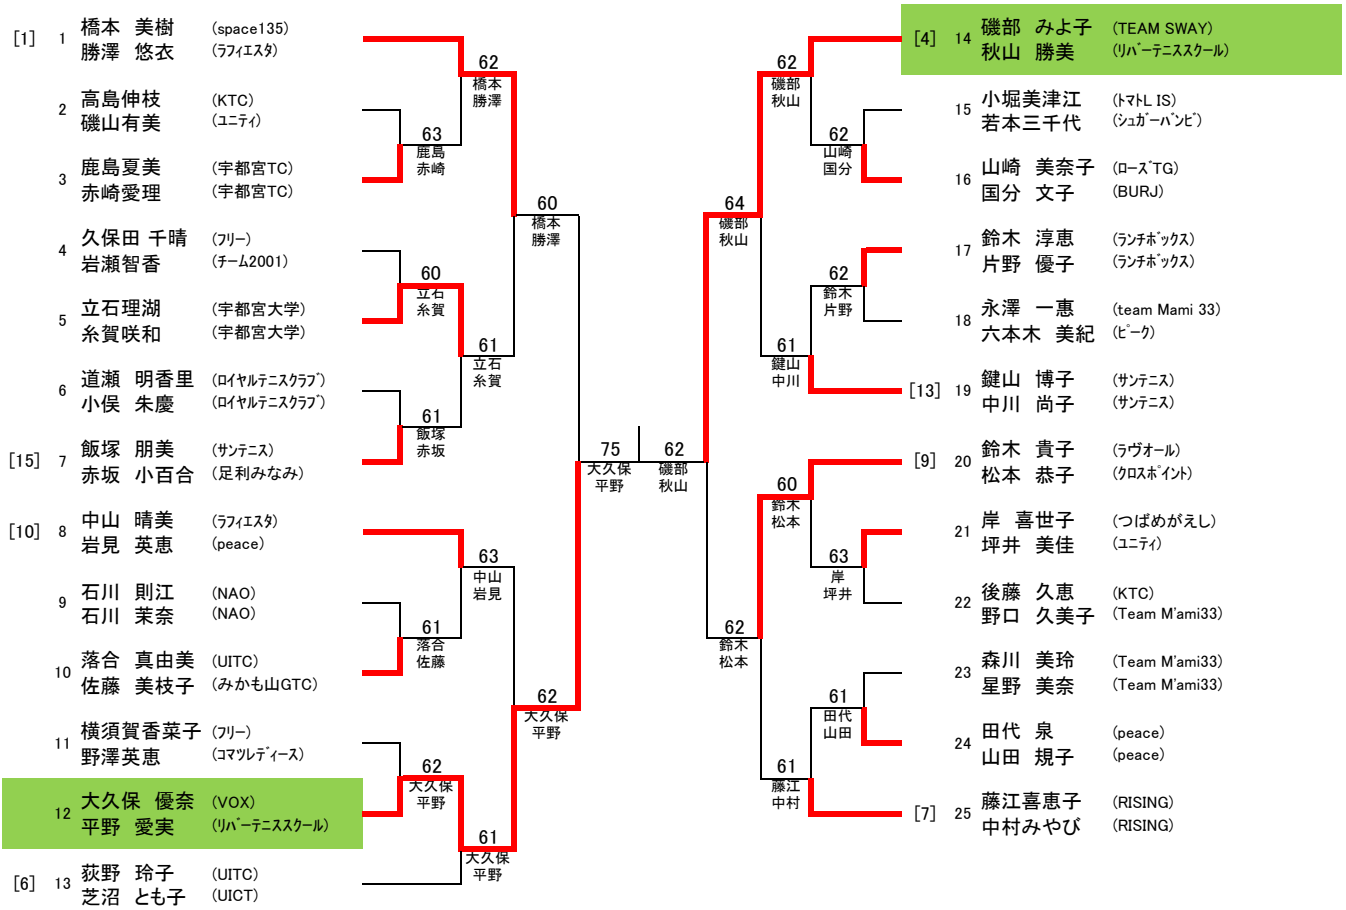 [1] 1 橋本 美樹 (space135)
勝澤 悠衣 (ラフィエスタ)
2 高島伸枝 (KTC)
磯山有美 (ユニティ)
3 鹿島夏美 (宇都宮TC)
赤崎愛理 (宇都宮TC)
4 久保田 千晴 (フリー)
岩瀬智香 (チーム2001)
5 立石理湖 (宇都宮大学)
糸賀咲和 (宇都宮大学)
6 道瀬 明香里 (ロイヤルテニスクラブ)
小俣 朱慶 (ロイヤルテニスクラブ)
[15] 7 飯塚 朋美 (サンテニス)
赤坂 小百合 (足利みなみ)
[10] 8 中山 晴美 (ラフィエスタ)
岩見 英恵 (peace)
9 石川 則江 (NAO)
石川 茉奈 (NAO)
10 落合 真由美 (UITC)
佐藤 美枝子 (みかも山GTC)
11 横須賀香菜子 (フリー)
野澤英恵 (コマツレディース)
12 大久保 優奈 (VOX)
平野 愛実 (リバーテニススクール)
[6] 13 荻野 玲子 (UITC)
芝沼 とも子 (UICT)
63
鹿島
赤崎
60
立石
糸賀
61
飯塚
赤坂
61
落合
佐藤
62
大久保
平野
62
橋本
勝澤
61
立石
糸賀
63
中山
岩見
61
大久保
平野
60
橋本
勝澤
62
大久保
平野
75
大久保
平野
62
磯部
秋山
64
磯部
秋山
62
鈴木
松本
62
磯部
秋山
61
鍵山
中川
60
鈴木
松本
61
藤江
中村
62
山崎
国分
62
鈴木
片野
63
岸
坪井
61
田代
山田
[4] 14 磯部 みよ子 (TEAM SWAY)
秋山 勝美 (リバーテニススクール)
15 小堀美津江 (トマトL IS)
若本三千代 (シュガーバンビ)
16 山崎 美奈子 (ローズTG)
国分 文子 (BURJ)
17 鈴木 淳恵 (ランチボックス)
片野 優子 (ランチボックス)
18 永澤 一惠 (team Mami 33)
六本木 美紀 (ピーク)
[13] 19 鍵山 博子 (サンテニス)
中川 尚子 (サンテニス)
[9] 20 鈴木 貴子 (ラヴオール)
松本 恭子 (クロスポイント)
21 岸 喜世子 (つばめがえし)
坪井 美佳 (ユニティ)
22 後藤 久恵 (KTC)
野口 久美子 (Team M'ami33)
23 森川 美玲 (Team M'ami33)
星野 美奈 (Team M'ami33)
24 田代 泉 (peace)
山田 規子 (peace)
[7] 25 藤江喜恵子 (RISING)
中村みやび (RISING)